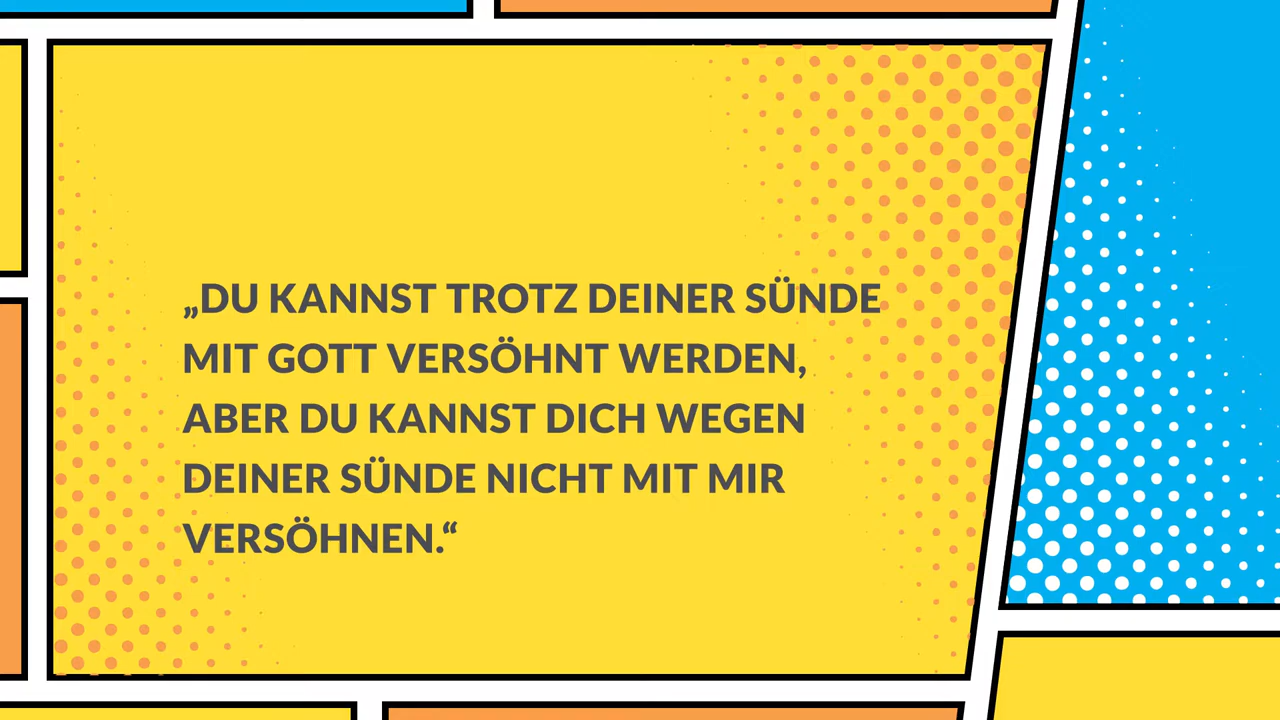 „DU KANNST TROTZ DEINER SÜNDE
MIT GOTT VERSÖHNT WERDEN,
ABER DU KANNST DICH WEGEN
DEINER SÜNDE NICHT MIT MIR
VERSÖHNEN.“